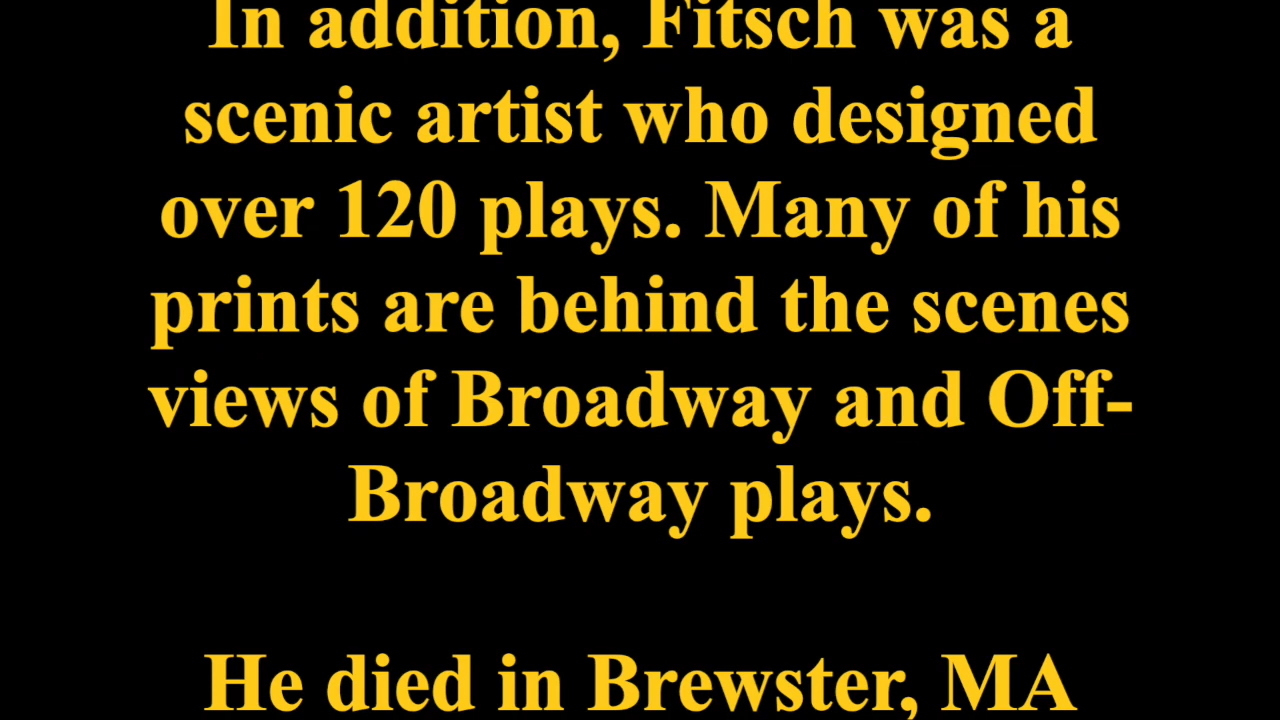 In addition, Fitsch was a
scenic artist who designed
over 120 plays. Many of his
prints are behind the scenes
views of Broadway and Off-
Broadway plays.
He died in Brewster, MA